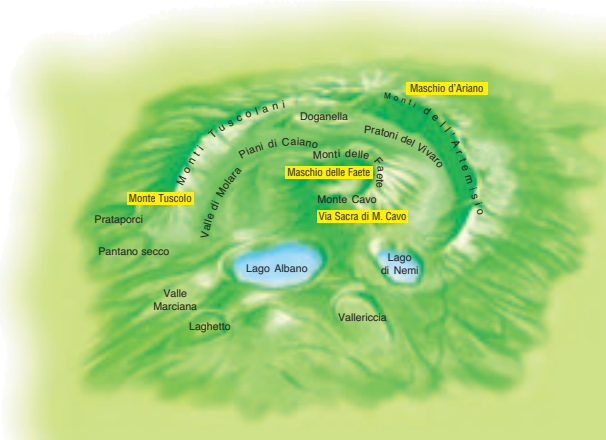 Maschio d'Ariano
Monti dell'Artemisio
Monti Tuscolani
Doganella
Pratoni del Vivaro
Piani di Caiano
Monti delle Faete
Maschio delle Faete
Valle di Molara
Monte Tuscolo
Monte Cavo
Via Sacra di M. Cavo
Prataporci
Pantano secco
Lago Albano
Lago
di Nemi
Valle
Marciana
Laghetto
Vallericcia